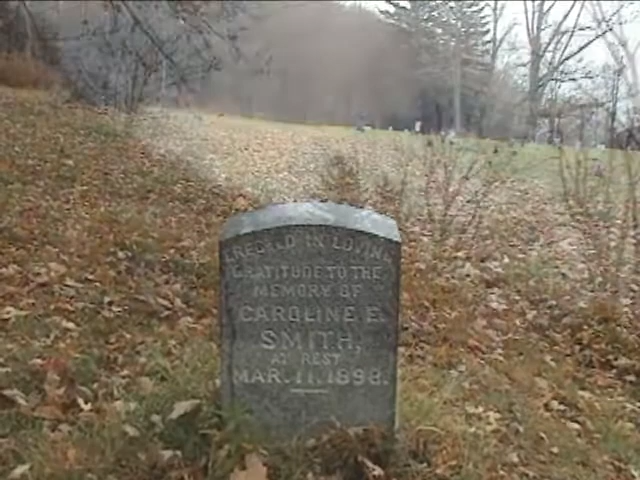 ERECTED IN LOVING
GRATITUDE TO THE
MEMORY OF
CAROLINE E.
SMITH,
AT REST
MAR. 11. 1898.